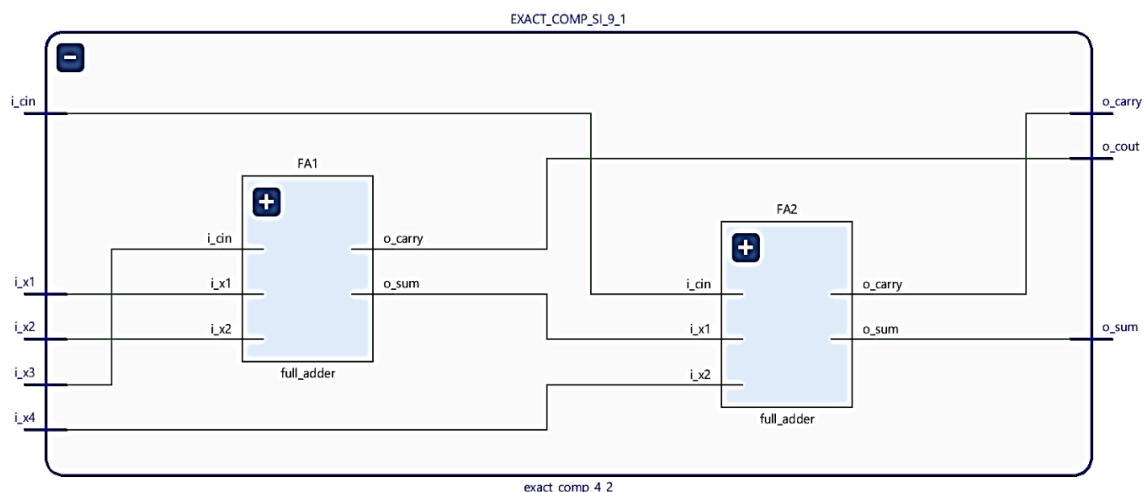 EXACT_COMP_SI_9_1
i_cin
o_carry
o_cout
FA1
FA2
i_cin
o_carry
i_x1
i_x1
o_sum
i_cin
o_carry
i_x2
i_x2
i_x1
o_sum
o_sum
i_x3
full_adder
i_x2
i_x4
full_adder
exact_comp_4_2